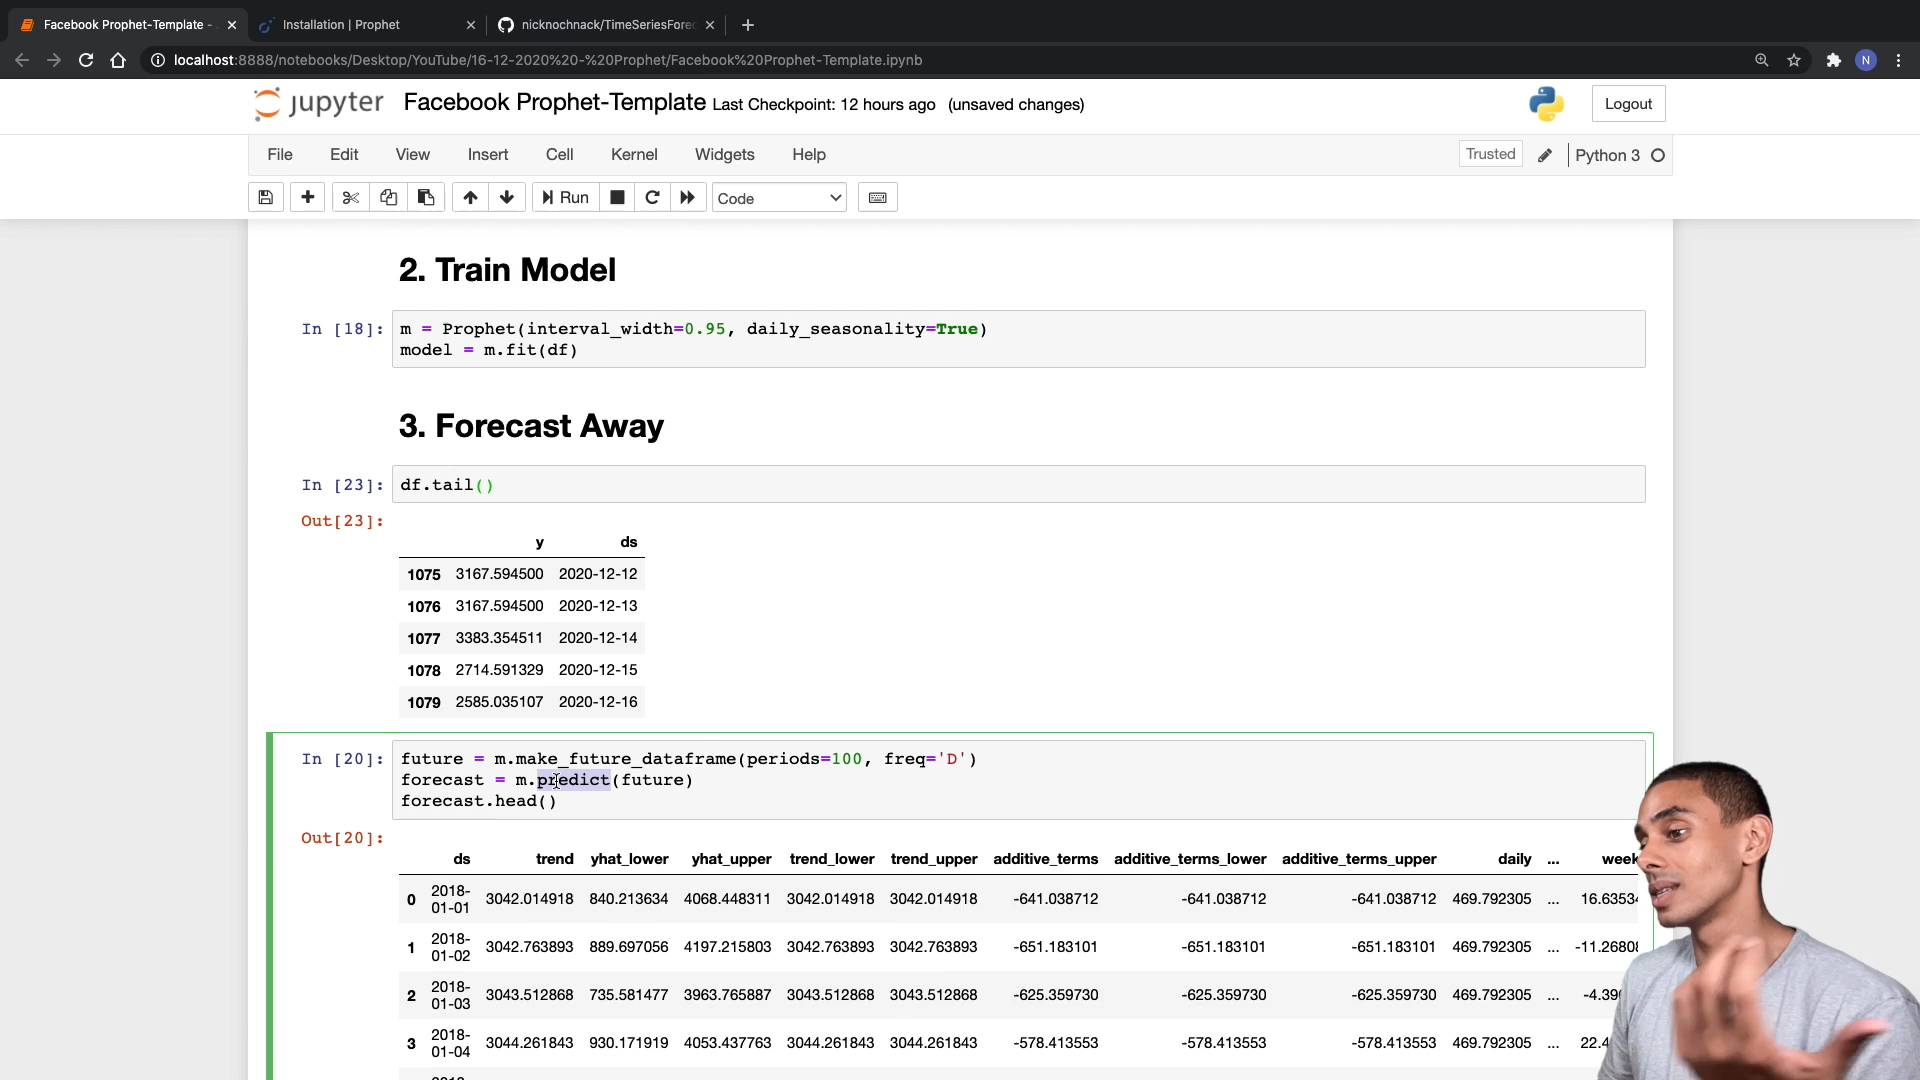 Facebook Prophet-Template -
Installation | Prophet
nicknochnack/TimeSeriesForec
localhost:8888/notebooks/Desktop/YouTube/16-12-2020%20-%20Prophet/Facebook%20Prophet-Template.ipynb
N
jupyter Facebook Prophet-Template Last Checkpoint: 12 hours ago (unsaved changes)
Logout
File Edit View Insert Cell Kernel Widgets Help
Trusted
Python 3
Run
Code
2. Train Model
In [18]: m = Prophet(interval_width=0.95, daily_seasonality=True)
model = m.fit(df)
3. Forecast Away
In [23]: df.tail()
Out[23]:
y ds
1075 3167.594500 2020-12-12
1076 3167.594500 2020-12-13
1077 3383.354511 2020-12-14
1078 2714.591329 2020-12-15
1079 2585.035107 2020-12-16
In [20]: future = m.make_future_dataframe(periods=100, freq='D')
forecast = m.predict(future)
forecast.head()
Out[20]:
ds trend yhat_lower yhat_upper trend_lower trend_upper additive_terms additive_terms_lower additive_terms_upper daily ... week
0 2018-01-01 3042.014918 840.213634 4068.448311 3042.014918 3042.014918 -641.038712 -641.038712 -641.038712 469.792305 ... 16.6353
1 2018-01-02 3042.763893 889.697056 4197.215803 3042.763893 3042.763893 -651.183101 -651.183101 -651.183101 469.792305 ... -11.2680
2 2018-01-03 3043.512868 735.581477 3963.765887 3043.512868 3043.512868 -625.359730 -625.359730 -625.359730 469.792305 ... -4.39
3 2018-01-04 3044.261843 930.171919 4053.437763 3044.261843 3044.261843 -578.413553 -578.413553 -578.413553 469.792305 ... 22.4